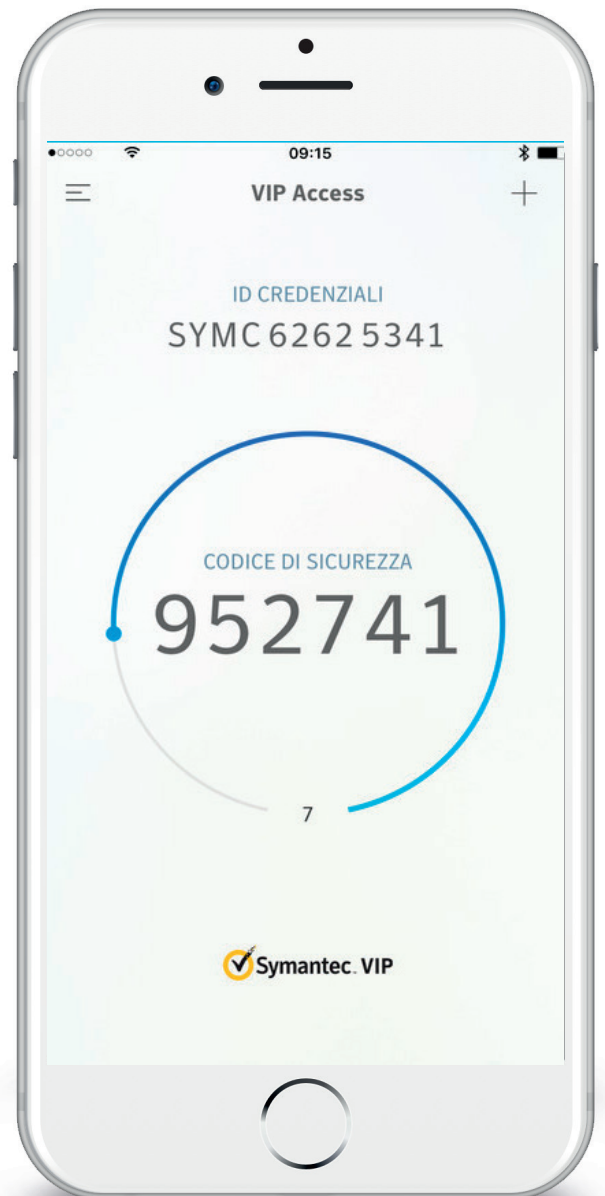 09:15
VIP Access
ID CREDENZIALI
SYMC 6262 5341
CODICE DI SICUREZZA
952741
7
Symantec. VIP